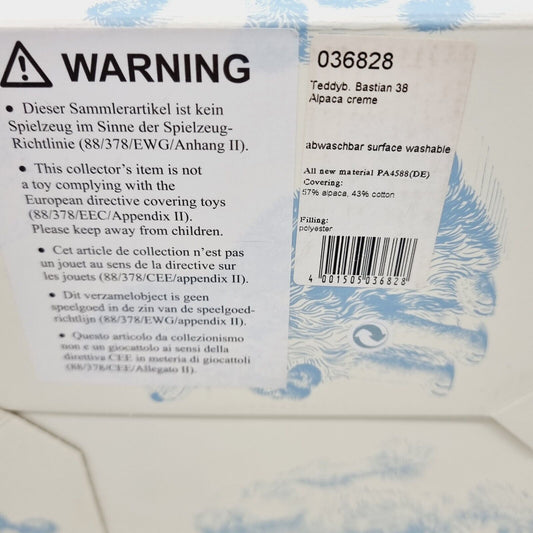 WARNING
• Dieser Sammlerartikel ist kein
Spielzeug im Sinne der Spielzeug-
Richtlinie (88/378/EWG/Anhang II).
• This collector's item is not
a toy complying with the
European directive covering toys
(88/378/EEC/Appendix II).
Please keep away from children.
• Cet article de collection n'est pas
un jouet au sens de la directive sur
les jouets (88/378/CEE/appendix II).
• Dit verzamelobject is geen
speelgoed in de zin van de speelgoed-
richtlijn (88/378/EWG/appendix II).
• Questo articolo da collezionismo
non e un giocattolo ai sensi della
direttiva CEE in meteria di giocattoli
(88/378/CEE/Allegato II).
036828
Teddyb. Bastian 38
Alpaca creme
abwaschbar surface washable
All new material PA4588(DE)
Covering:
57% alpaca, 43% cotton
Filling:
polyester
4 001505 036828